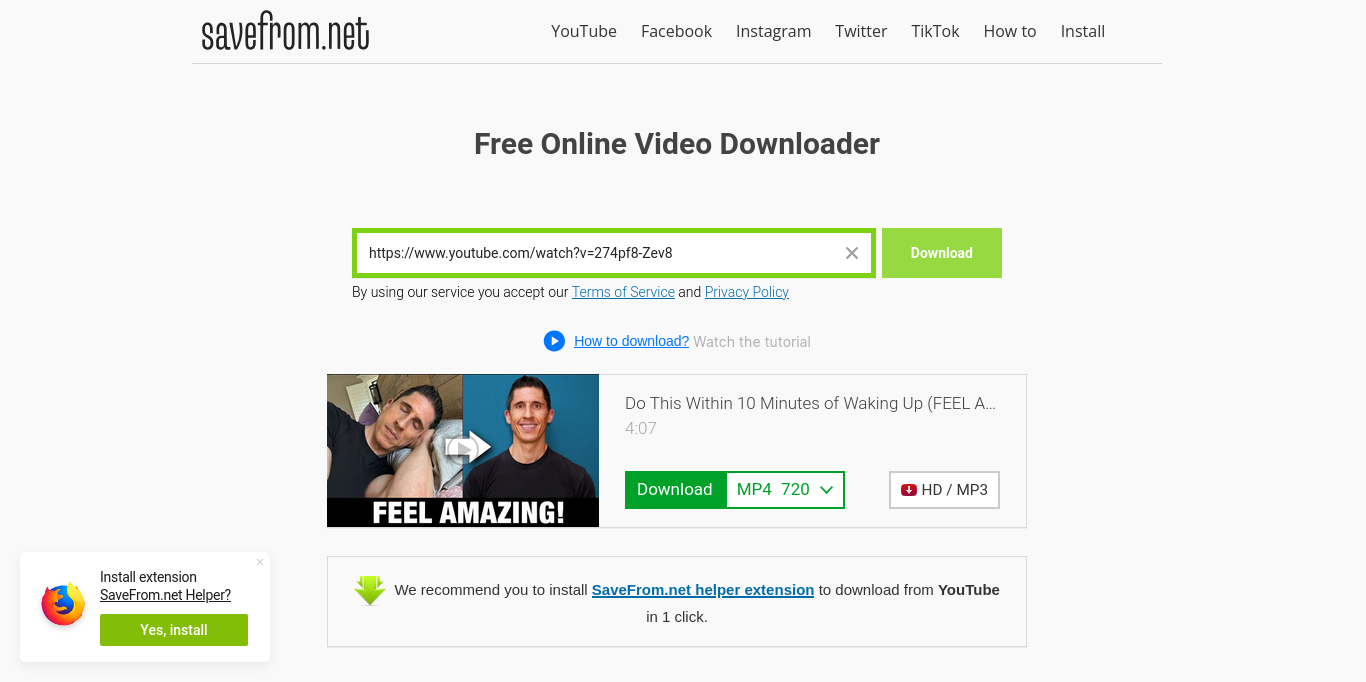 savefrom.net
YouTube Facebook Instagram Twitter TikTok How to Install
Free Online Video Downloader
https://www.youtube.com/watch?v=274pf8-Zev8
Download
By using our service you accept our Terms of Service and Privacy Policy
How to download? Watch the tutorial
FEEL AMAZING!
Do This Within 10 Minutes of Waking Up (FEEL A...
4:07
Download MP4 720
HD / MP3
We recommend you to install SaveFrom.net helper extension to download from YouTube
in 1 click.
Install extension
SaveFrom.net Helper?
Yes, install